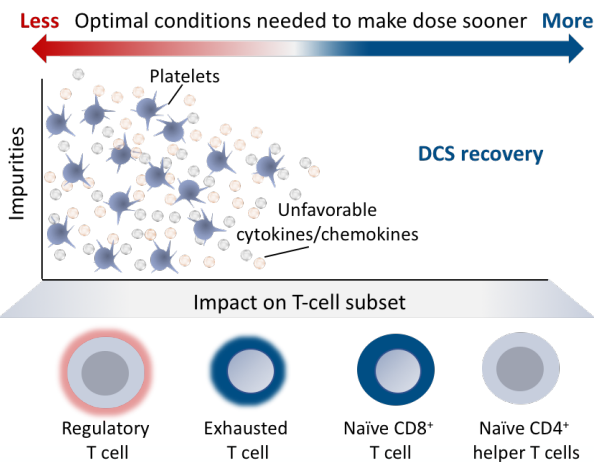 Less Optimal conditions needed to make dose sooner More
Platelets
Impurities
DCS recovery
Unfavorable
cytokines/chemokines
Impact on T-cell subset
Regulatory
T cell
Exhausted
T cell
Naïve CD8⁺
T cell
Naïve CD4⁺
helper T cells